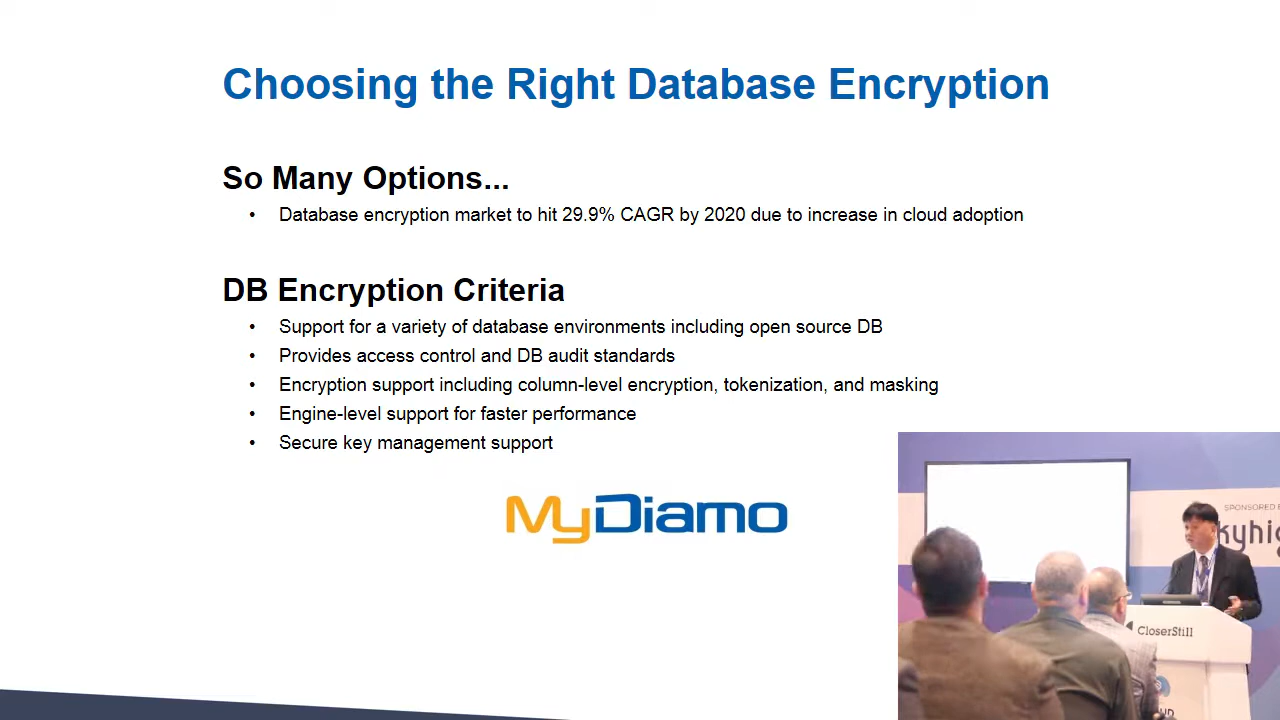 Choosing the Right Database Encryption
So Many Options...
• Database encryption market to hit 29.9% CAGR by 2020 due to increase in cloud adoption
DB Encryption Criteria
• Support for a variety of database environments including open source DB
• Provides access control and DB audit standards
• Encryption support including column-level encryption, tokenization, and masking
• Engine-level support for faster performance
• Secure key management support
MyDiamo
SPONSORED
CloserStill